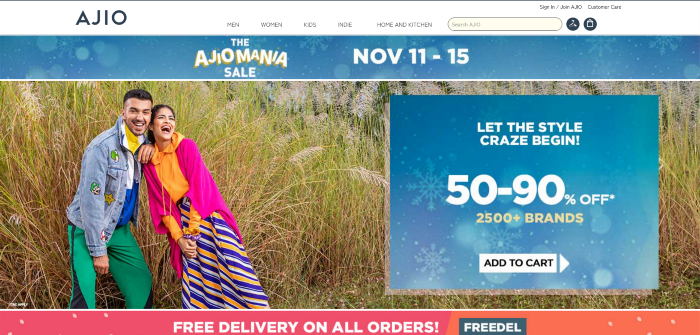 Sign In / Join AJIO Customer Care
AJIO
MEN WOMEN KIDS INDIE HOME AND KITCHEN
Search AJIO
THE
AJIOMANIA
SALE
NOV 11 - 15
LET THE STYLE
CRAZE BEGIN!
50-90% OFF*
2500+ BRANDS
ADD TO CART
FREE DELIVERY ON ALL ORDERS! FREEDEL